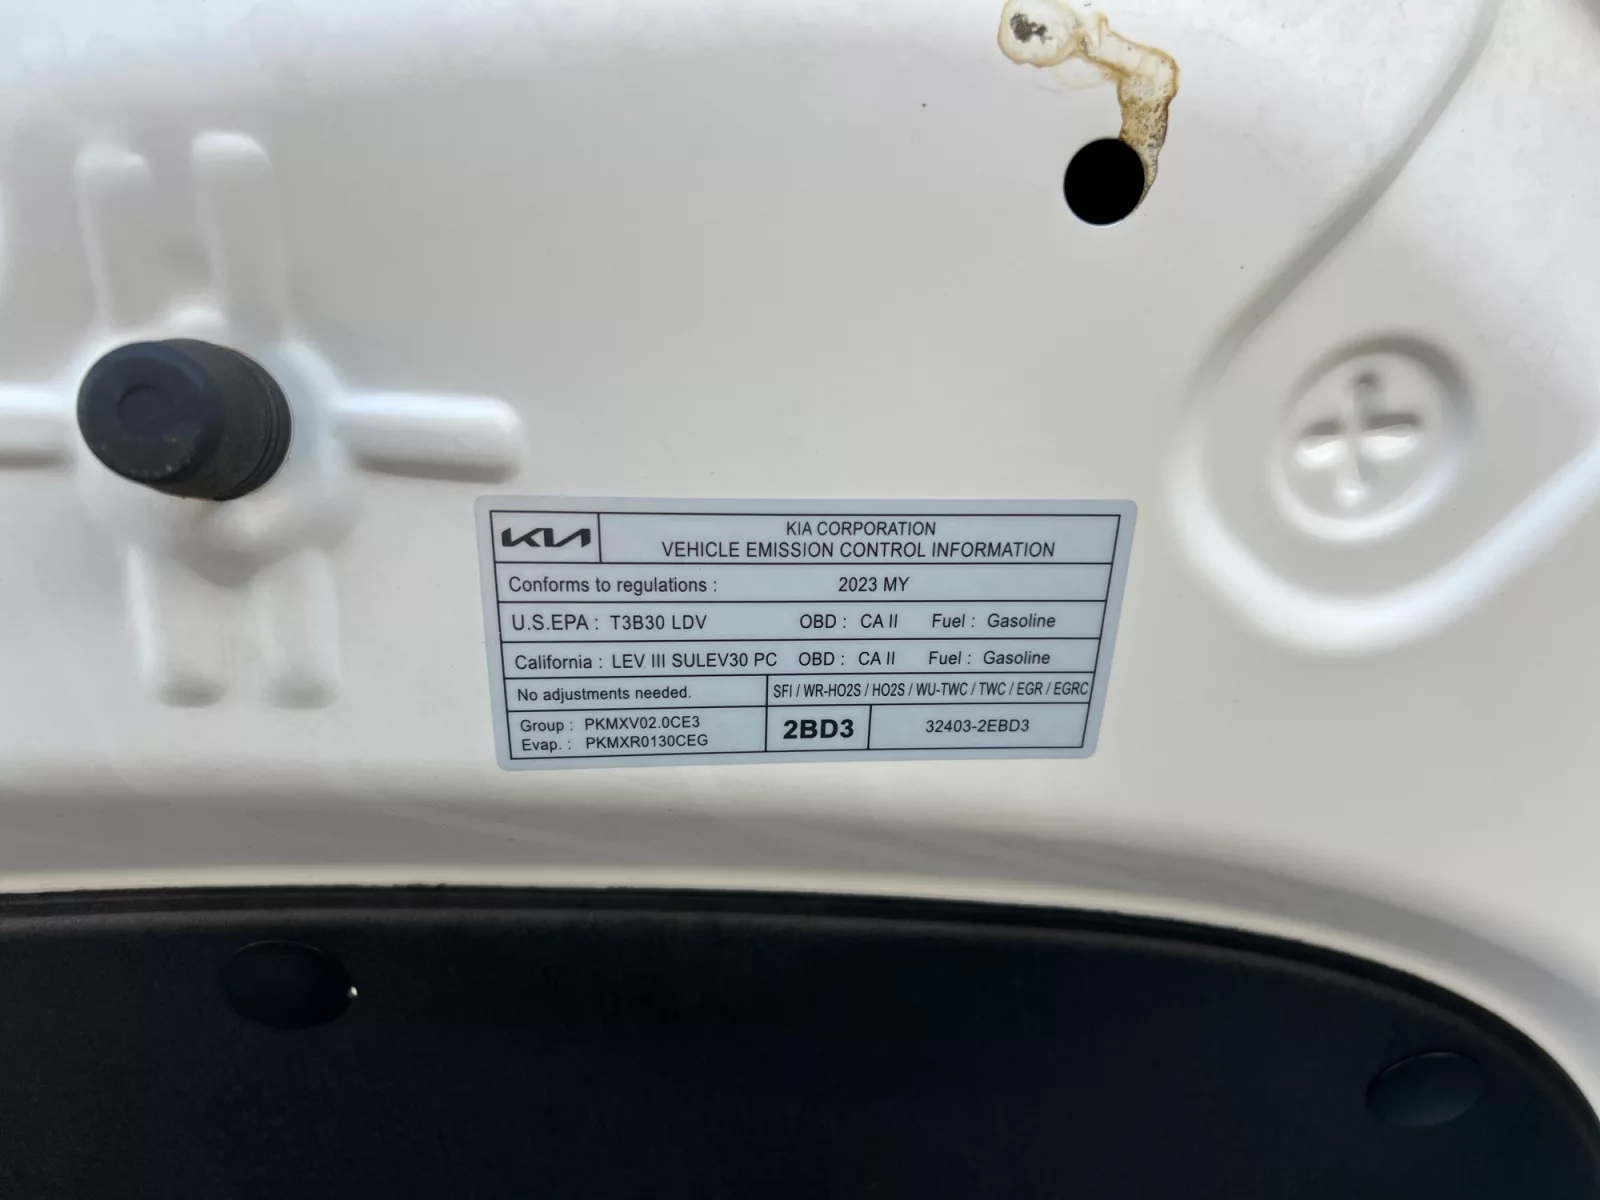 KIA
KIA CORPORATION
VEHICLE EMISSION CONTROL INFORMATION
Conforms to regulations : 2023 MY
U.S.EPA : T3B30 LDV OBD : CA II Fuel : Gasoline
California : LEV III SULEV30 PC OBD : CA II Fuel : Gasoline
No adjustments needed. SFI / WR-HO2S / HO2S / WU-TWC / TWC / EGR / EGRC
Group : PKMXV02.0CE3
Evap. : PKMXR0130CEG
2BD3
32403-2EBD3